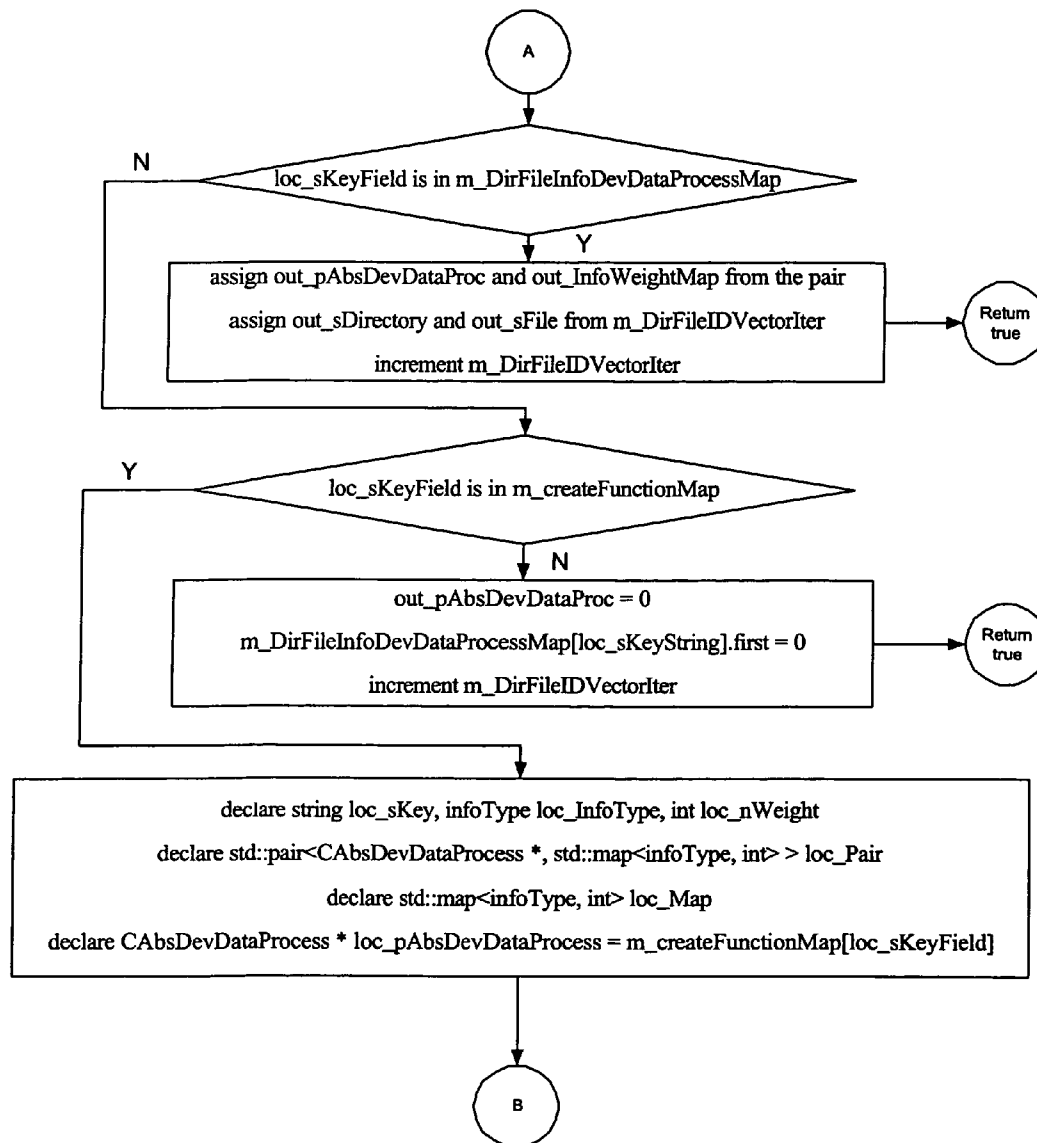 A
N
loc_sKeyField is in m_DirFileInfoDevDataProcessMap
Y
assign out_pAbsDevDataProc and out_InfoWeightMap from the pair
assign out_sDirectory and out_sFile from m_DirFileIDVectorIter
increment m_DirFileIDVectorIter
Return
true
Y
loc_sKeyField is in m_createFunctionMap
N
out_pAbsDevDataProc = 0
m_DirFileInfoDevDataProcessMap[loc_sKeyString].first = 0
increment m_DirFileIDVectorIter
Return
true
declare string loc_sKey, infoType loc_InfoType, int loc_nWeight
declare std::pair<CAbsDevDataProcess *, std::map<infoType, int> > loc_Pair
declare std::map<infoType, int> loc_Map
declare CAbsDevDataProcess * loc_pAbsDevDataProcess = m_createFunctionMap[loc_sKeyField]
B